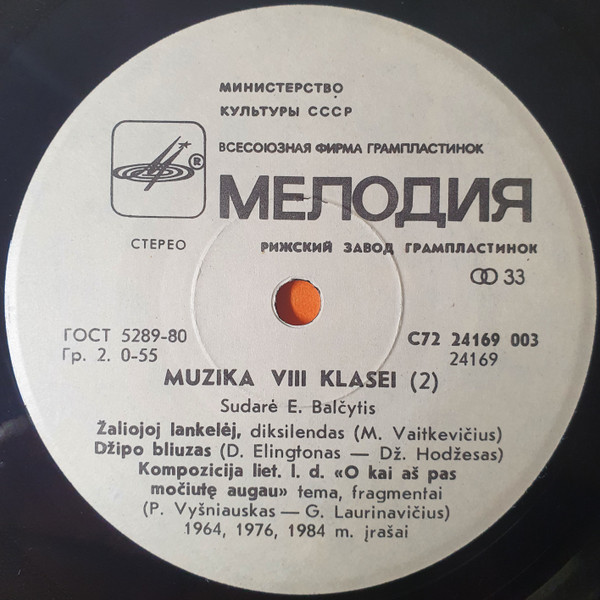 МИНИСТЕРСТВО
КУЛЬТУРЫ СССР
ВСЕСОЮЗНАЯ ФИРМА ГРАМПЛАСТИНОК
®
МЕЛОДИЯ
СТЕРЕО
РИЖСКИЙ ЗАВОД ГРАМПЛАСТИНОК
33
ГОСТ 5289-80
С72 24169 003
Гр. 2. 0-55
24169
MUZIKA VIII KLASEI (2)
Sudarė E. Balčytis
Žaliojoj lankelėj, diksilendas (M. Vaitkevičius)
Džipo bliuzas (D. Elingtonas — Dž. Hodžesas)
Kompozicija liet. l. d. «O kai aš pas
močiutę augau» tema, fragmentai
(P. Vyšniauskas — G. Laurinavičius)
1964, 1976, 1984 m. įrašai